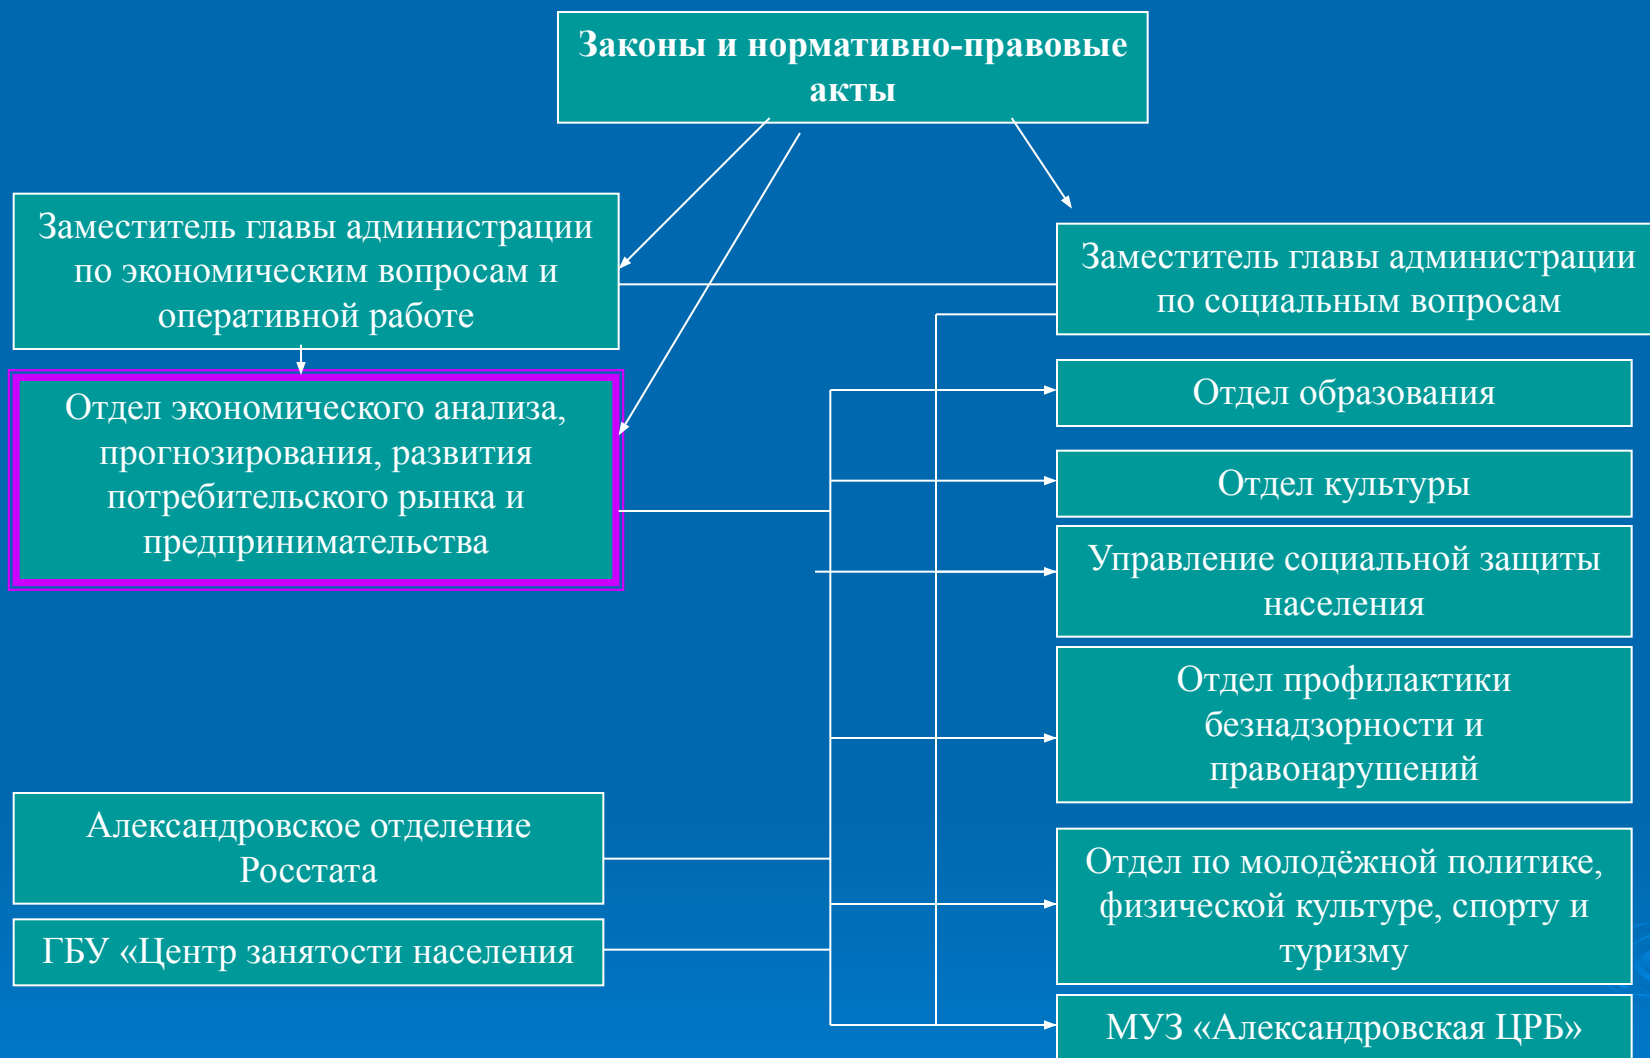 Законы и нормативно-правовые
акты
Заместитель главы администрации
по экономическим вопросам и
оперативной работе
Заместитель главы администрации
по социальным вопросам
Отдел экономического анализа,
прогнозирования, развития
потребительского рынка и
предпринимательства
Отдел образования
Отдел культуры
Управление социальной защиты
населения
Отдел профилактики
безнадзорности и
правонарушений
Александровское отделение
Росстата
ГБУ «Центр занятости населения
Отдел по молодёжной политике,
физической культуре, спорту и
туризму
МУЗ «Александровская ЦРБ»